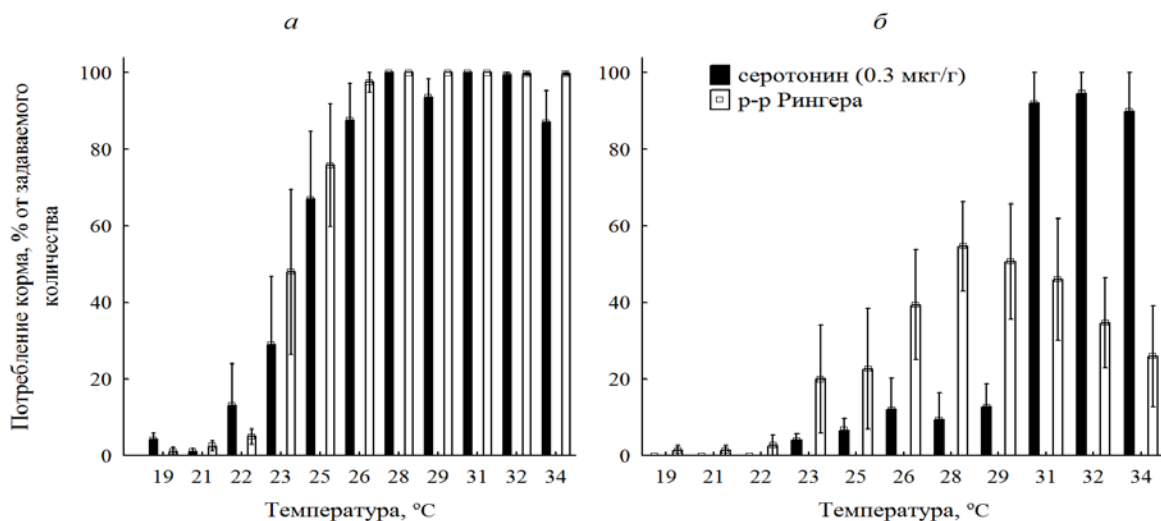 а
б
Потребление корма, % от задаваемого
количества
100
80
60
40
20
0
19 21 22 23 25 26 28 29 31 32 34
Температура, °C
100
80
60
40
20
0
серотонин (0.3 мкг/г)
р-р Рингера
19 21 22 23 25 26 28 29 31 32 34
Температура, °C